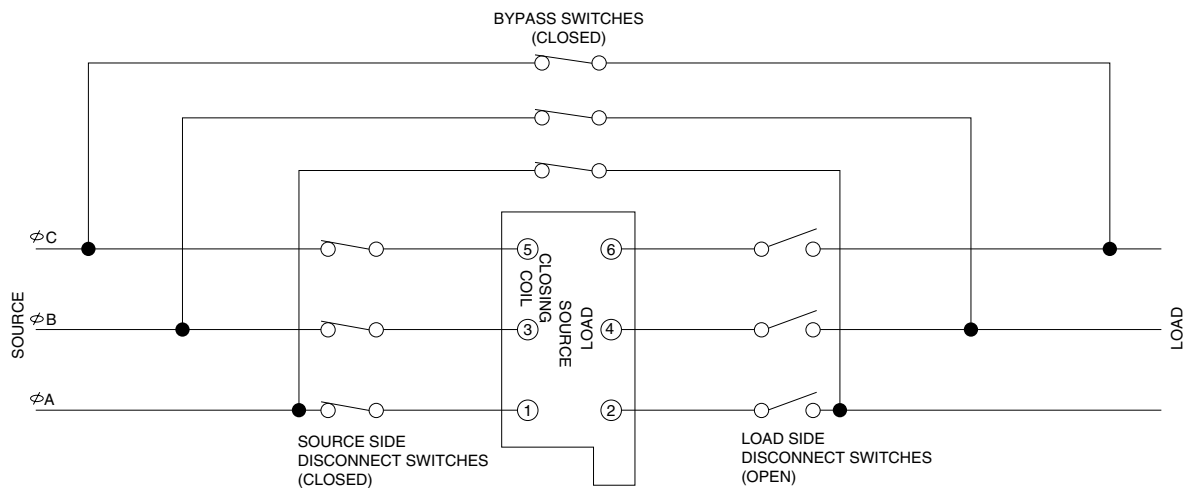 BYPASS SWITCHES
(CLOSED)
SOURCE
φC
φB
φA
5
6
3
4
1
2
CLOSING
COIL
SOURCE
LOAD
LOAD
SOURCE SIDE
DISCONNECT SWITCHES
(CLOSED)
LOAD SIDE
DISCONNECT SWITCHES
(OPEN)